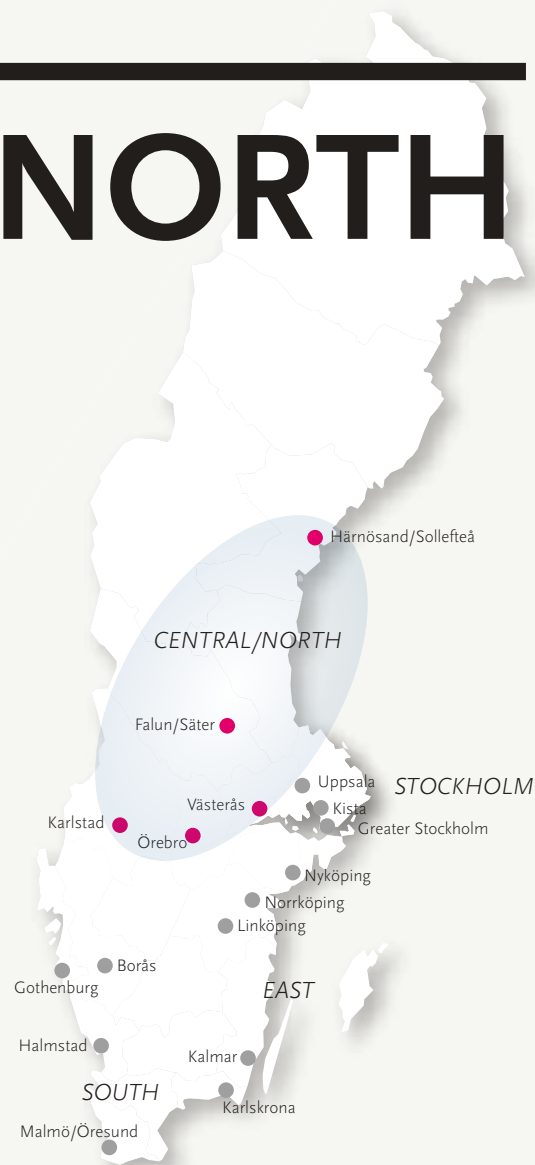 NORTH
Härnösand/Sollefteå
CENTRAL/NORTH
Falun/Säter
Uppsala
STOCKHOLM
Västerås
Kista
Karlstad
Greater Stockholm
Örebro
Nyköping
Norrköping
Linköping
Borås
Gothenburg
EAST
Halmstad
Kalmar
SOUTH
Karlskrona
Malmö/Öresund